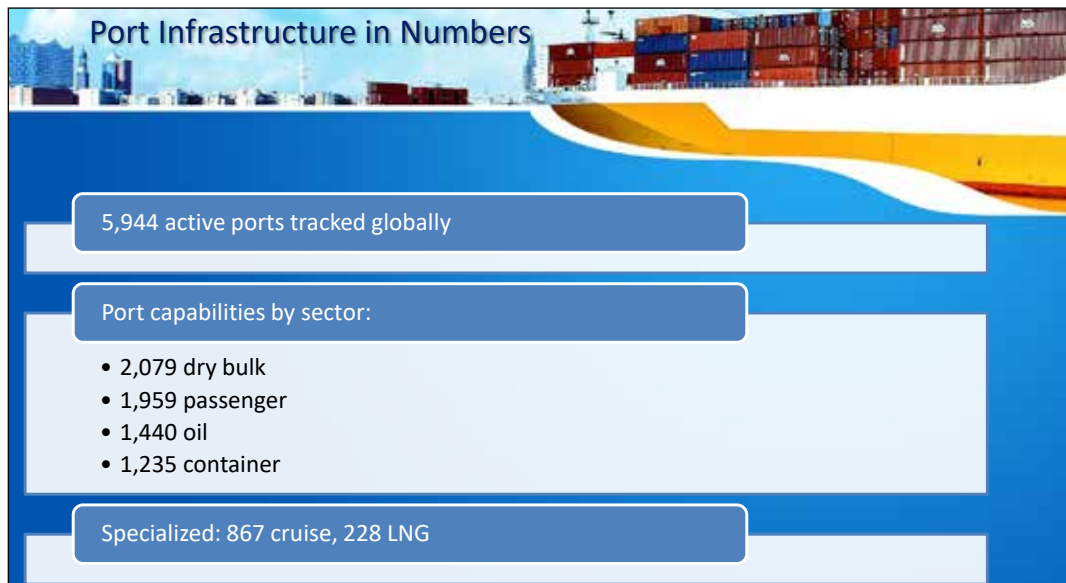 Port Infrastructure in Numbers
5,944 active ports tracked globally
Port capabilities by sector:
• 2,079 dry bulk
• 1,959 passenger
• 1,440 oil
• 1,235 container
Specialized: 867 cruise, 228 LNG